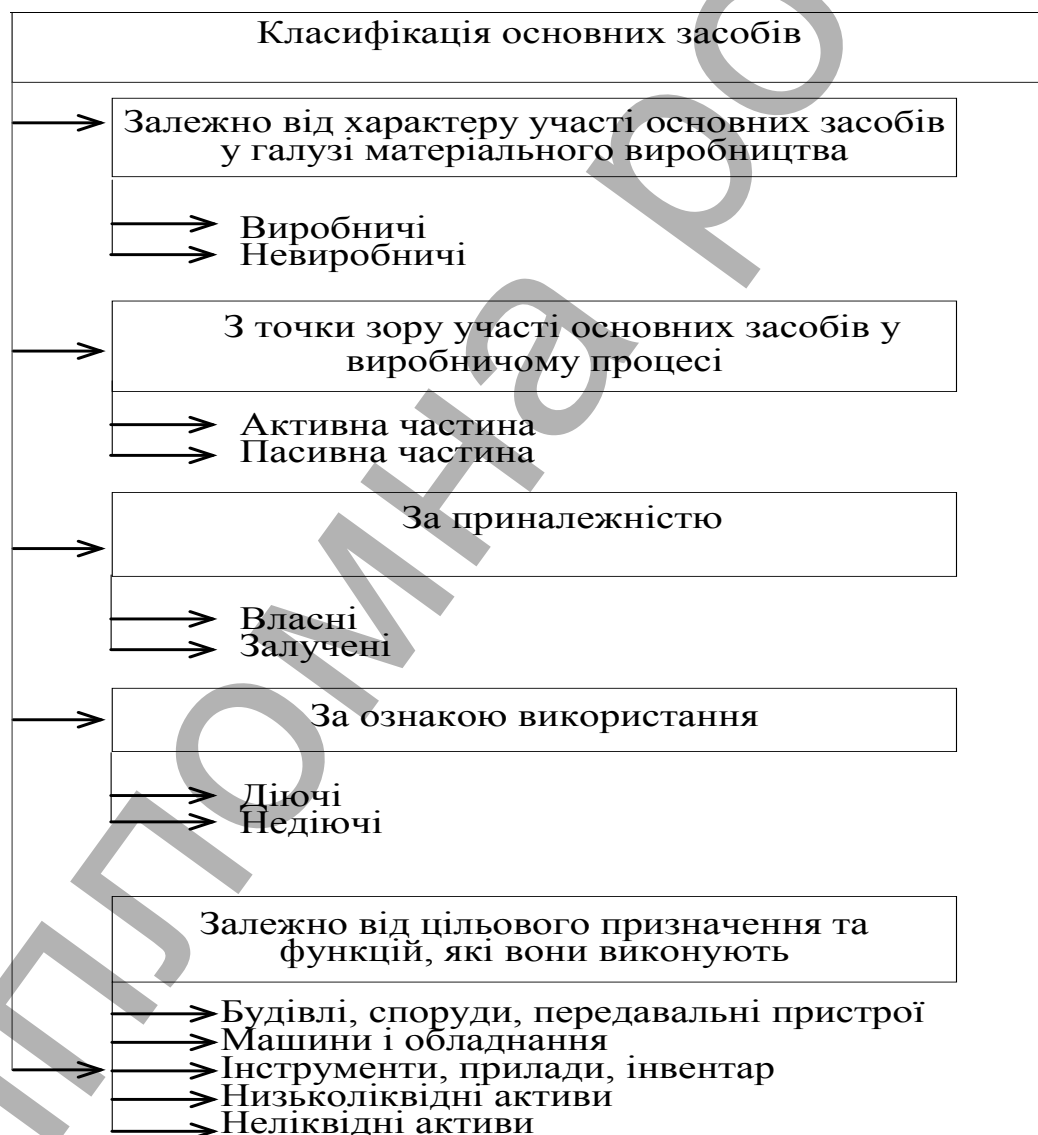 Класифікація основних засобів
Залежно від характеру участі основних засобів
у галузі матеріального виробництва
Виробничі
Невиробничі
З точки зору участі основних засобів у
виробничому процесі
Активна частина
Пасивна частина
За приналежністю
Власні
Залучені
За ознакою використання
Діючі
Недіючі
Залежно від цільового призначення та
функцій, які вони виконують
Будівлі, споруди, передавальні пристрої
Машини і обладнання
Інструменти, прилади, інвентар
Низьколіквідні активи
Неліквідні активи